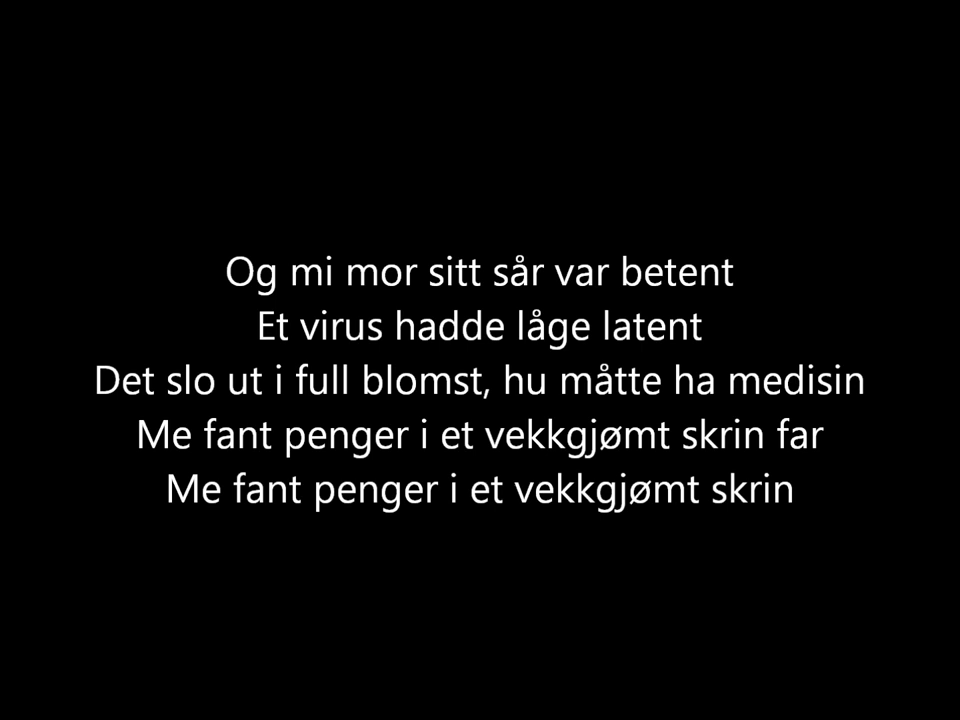 Og mi mor sitt sår var betent
Et virus hadde låge latent
Det slo ut i full blomst, hu måtte ha medisin
Me fant penger i et vekkgjømt skrin far
Me fant penger i et vekkgjømt skrin